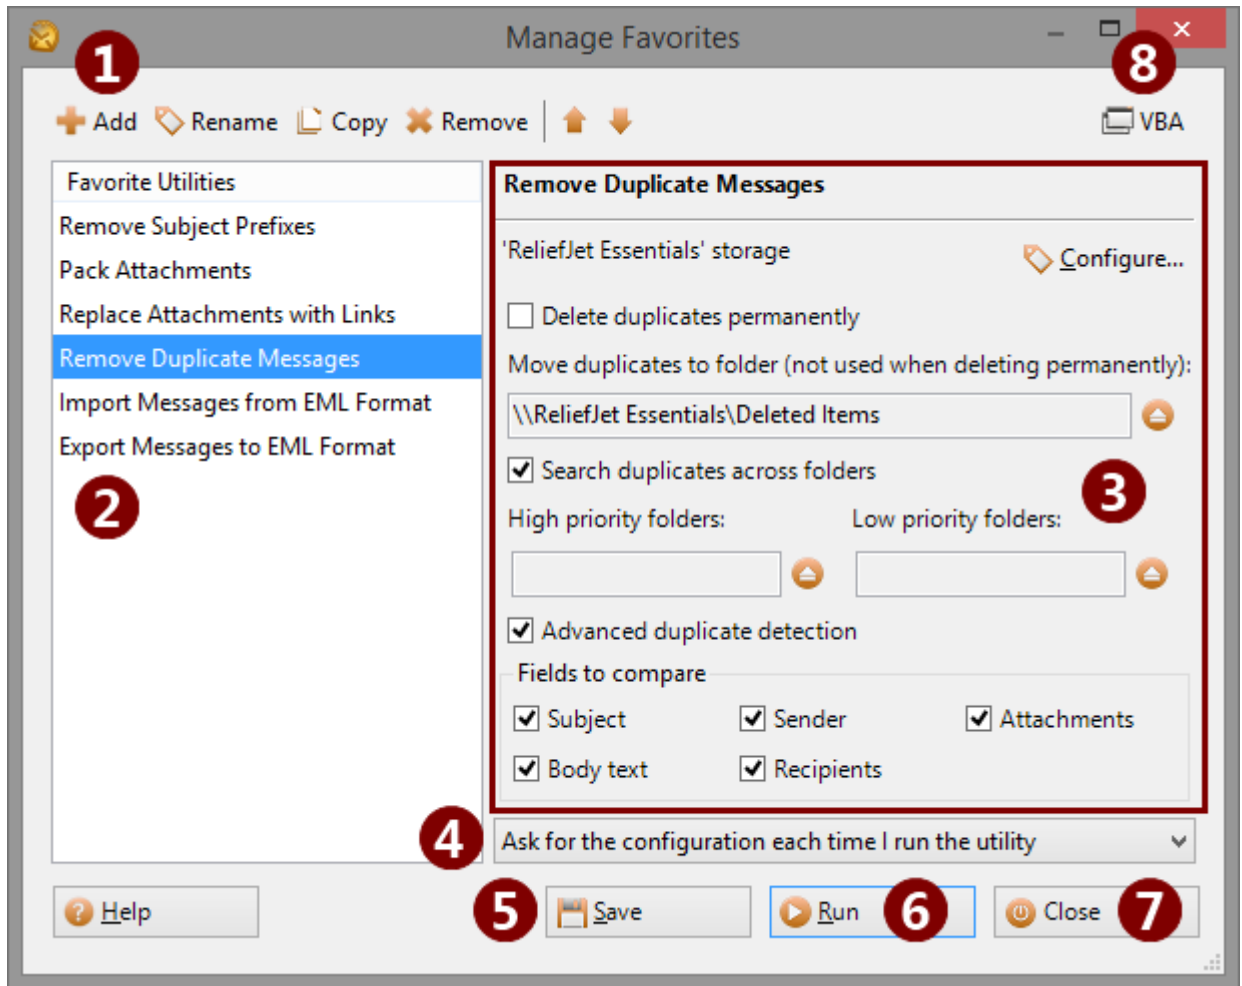 Manage Favorites
1
8
Add Rename Copy Remove VBA
Favorite Utilities
Remove Subject Prefixes
Pack Attachments
Replace Attachments with Links
Remove Duplicate Messages
Import Messages from EML Format
Export Messages to EML Format
2
Remove Duplicate Messages
'ReliefJet Essentials' storage
Configure...
Delete duplicates permanently
Move duplicates to folder (not used when deleting permanently):
\\ReliefJet Essentials\Deleted Items
Search duplicates across folders
3
High priority folders: Low priority folders:
Advanced duplicate detection
Fields to compare
Subject Sender Attachments
Body text Recipients
4 Ask for the configuration each time I run the utility
Help 5 Save Run 6 Close 7